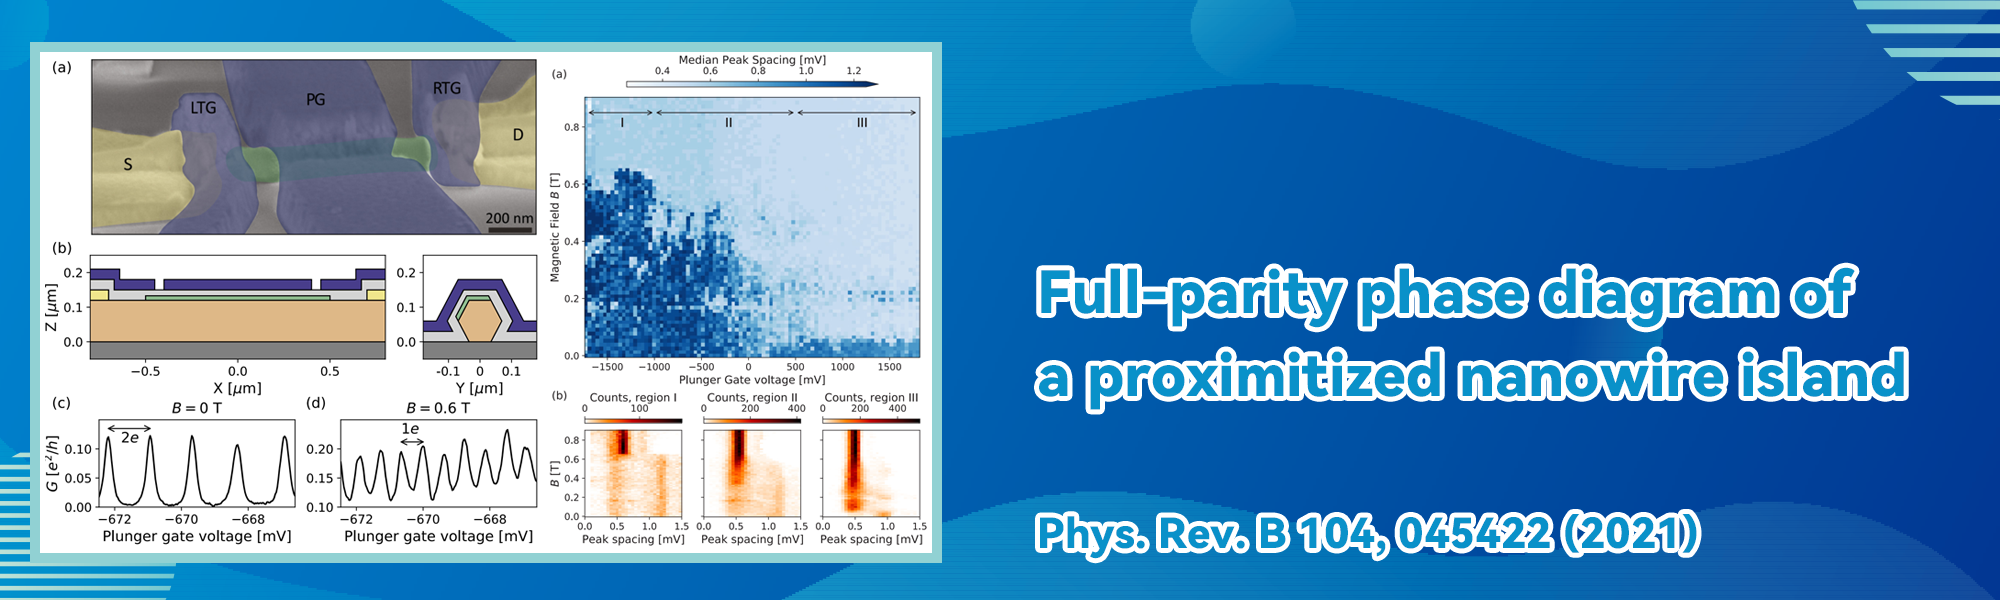 (a)
LTG
PG
RTG
S
D
200 nm
(b)
Z [μm]
0.2
0.1
0.0
−0.5
0.0
0.5
X [μm]
0.2
0.1
0.0
-0.1
0
0.1
Y [μm]
(c)
B = 0 T
2e
G [e²/h]
0.10
0.05
0.00
−672
−670
−668
Plunger gate voltage [mV]
(d)
B = 0.6 T
1e
0.20
0.15
0.10
−672
−670
−668
Plunger gate voltage [mV]
(a)
Median Peak Spacing [mV]
0.4
0.6
0.8
1.0
1.2
I
II
III
Magnetic Field B [T]
0.8
0.6
0.4
0.2
0.0
−1500
−1000
−500
0
500
1000
1500
Plunger Gate voltage [mV]
(b)
Counts, region I
0
100
Counts, region II
0
200
400
Counts, region III
0
200
400
B [T]
0.8
0.6
0.4
0.2
0.0
0.0
0.5
1.0
1.5
Peak spacing [mV]
0.0
0.5
1.0
1.5
Peak spacing [mV]
0.0
0.5
1.0
1.5
Peak spacing [mV]
Full-parity phase diagram of
a proximitized nanowire island
Phys. Rev. B 104, 045422 (2021)